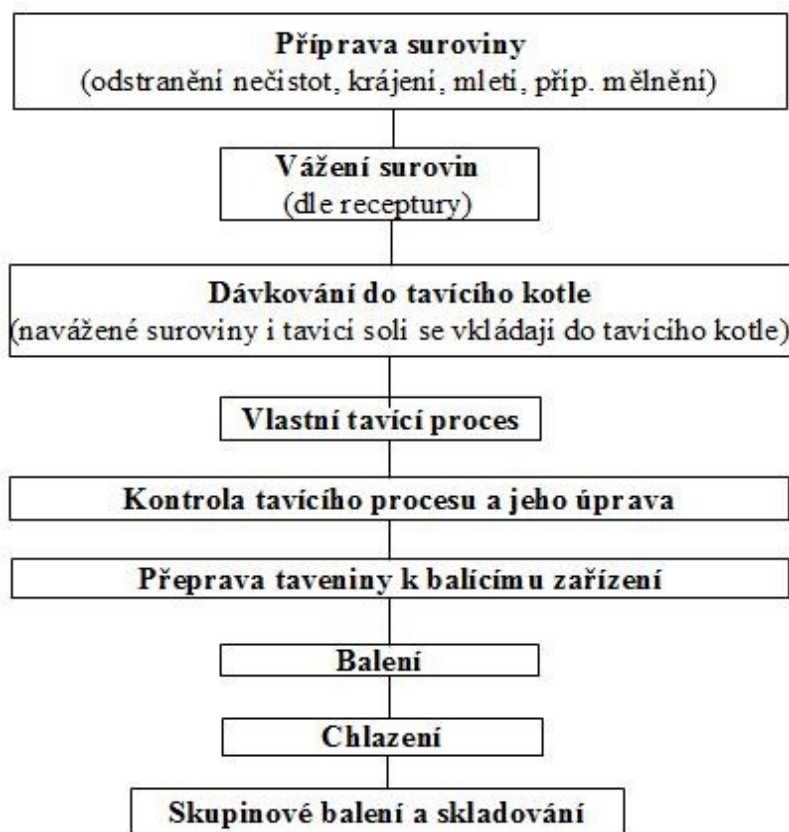 Příprava suroviny
(odstranění nečistot, krájení, mletí, příp. mělnění)
Vážení surovin
(dle receptury)
Dávkování do tavícího kotle
(navážené suroviny i tavicí soli se vkládají do tavicího kotle)
Vlastní tavící proces
Kontrola tavícího procesu a jeho úprava
Přeprava taveniny k balícímu zařízení
Balení
Chlazení
Skupinové balení a skladování